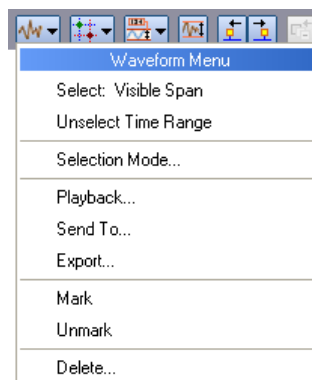 Waveform Menu
Select: Visible Span
Unselect Time Range
Selection Mode...
Playback...
Send To...
Export...
Mark
Unmark
Delete...